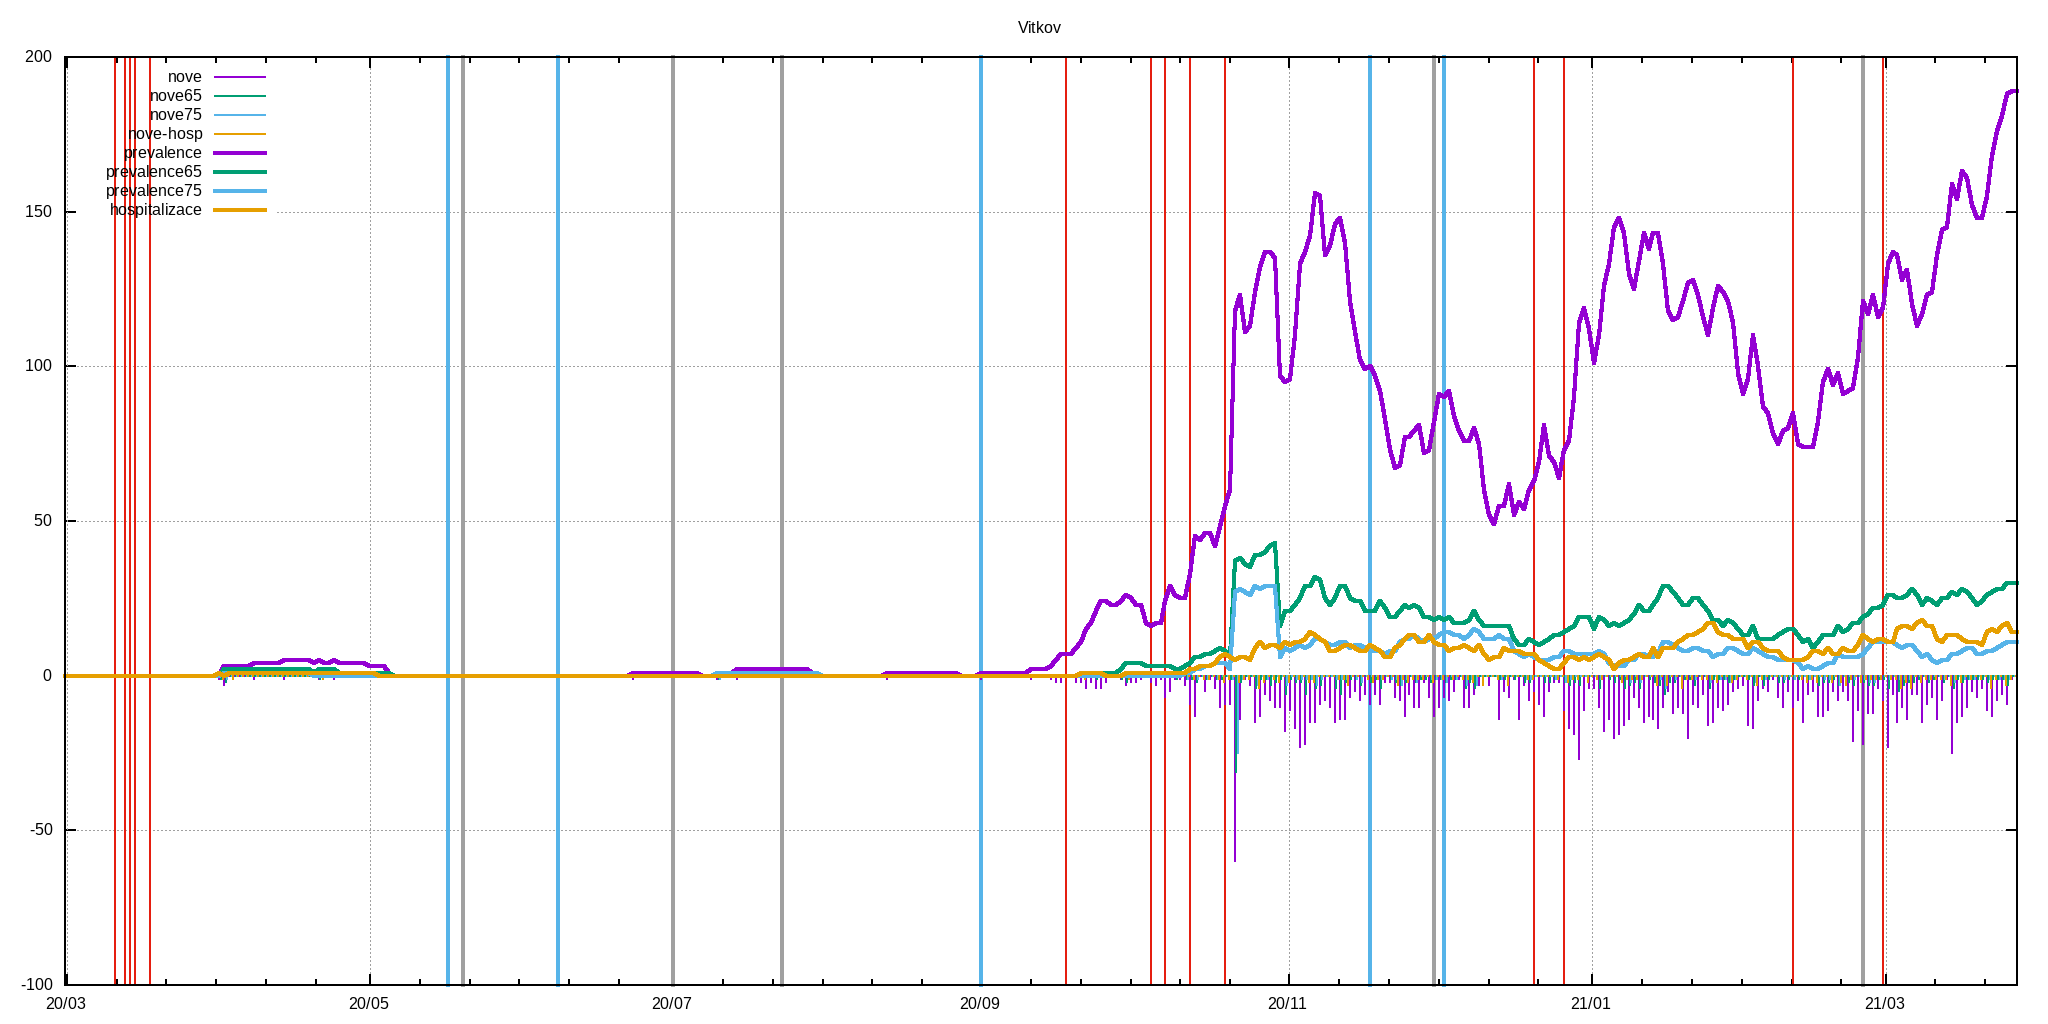 Vitkov
200
150
100
50
0
-50
-100
nove
nove65
nove75
nove-hosp
prevalence
prevalence65
prevalence75
hospitalizace
20/03
20/05
20/07
20/09
20/11
21/01
21/03